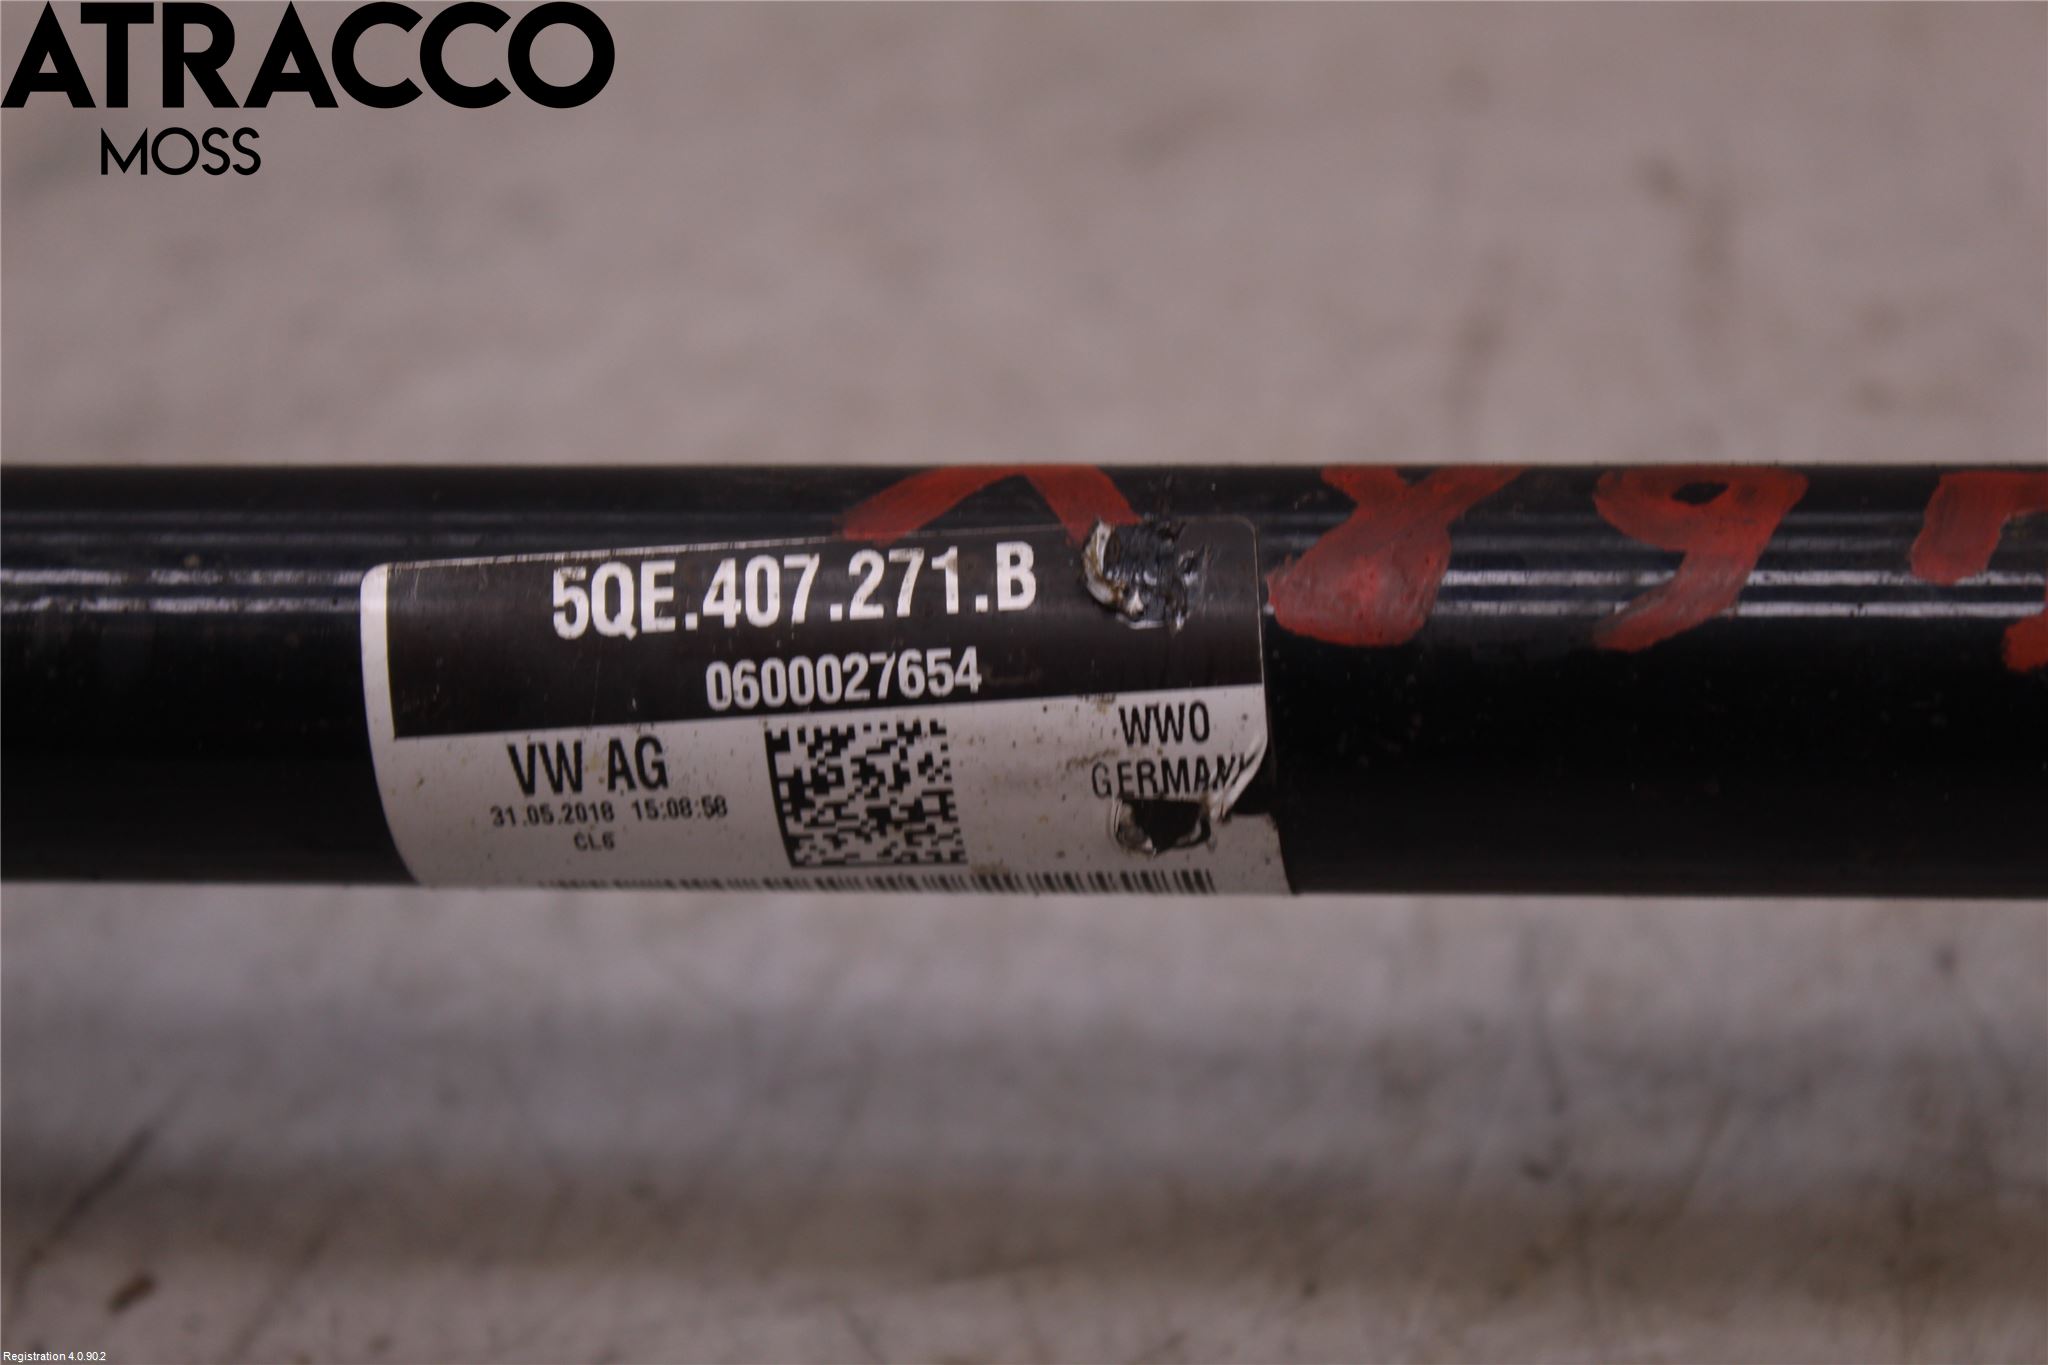 ATRACCO
MOSS
5QE.407.271.B
0600027654
VW AG
31.05.2018 15:08:58
CL6
WWO
GERMANY
Registration 4.0.90.2